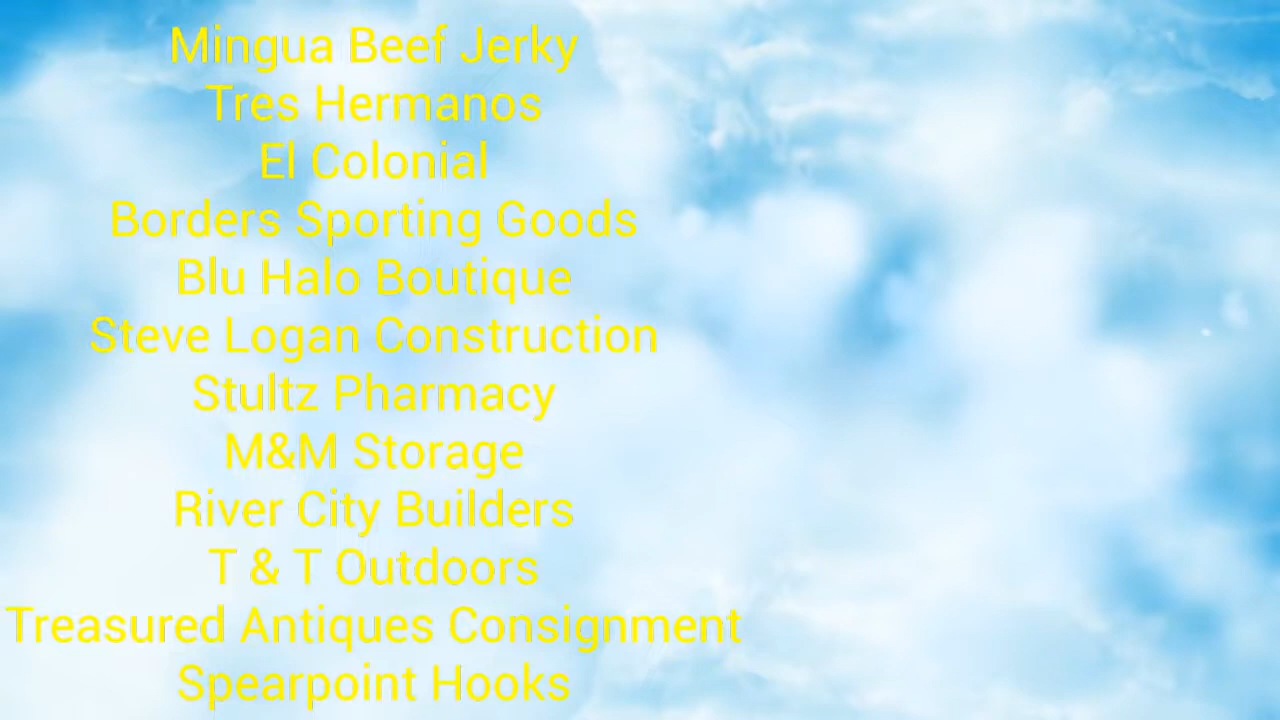 Mingua Beef Jerky
Tres Hermanos
El Colonial
Borders Sporting Goods
Blu Halo Boutique
Steve Logan Construction
Stultz Pharmacy
M&M Storage
River City Builders
T & T Outdoors
Treasured Antiques Consignment
Spearpoint Hooks